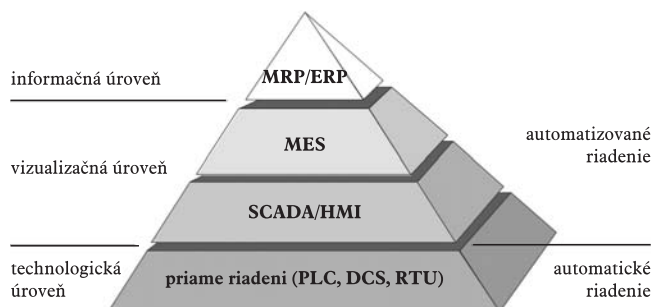 MRP/ERP
informačná úroveň
MES
automatizované
riadenie
vizualizačná úroveň
SCADA/HMI
technologická
úroveň
priame riadeni (PLC, DCS, RTU)
automatické
riadenie